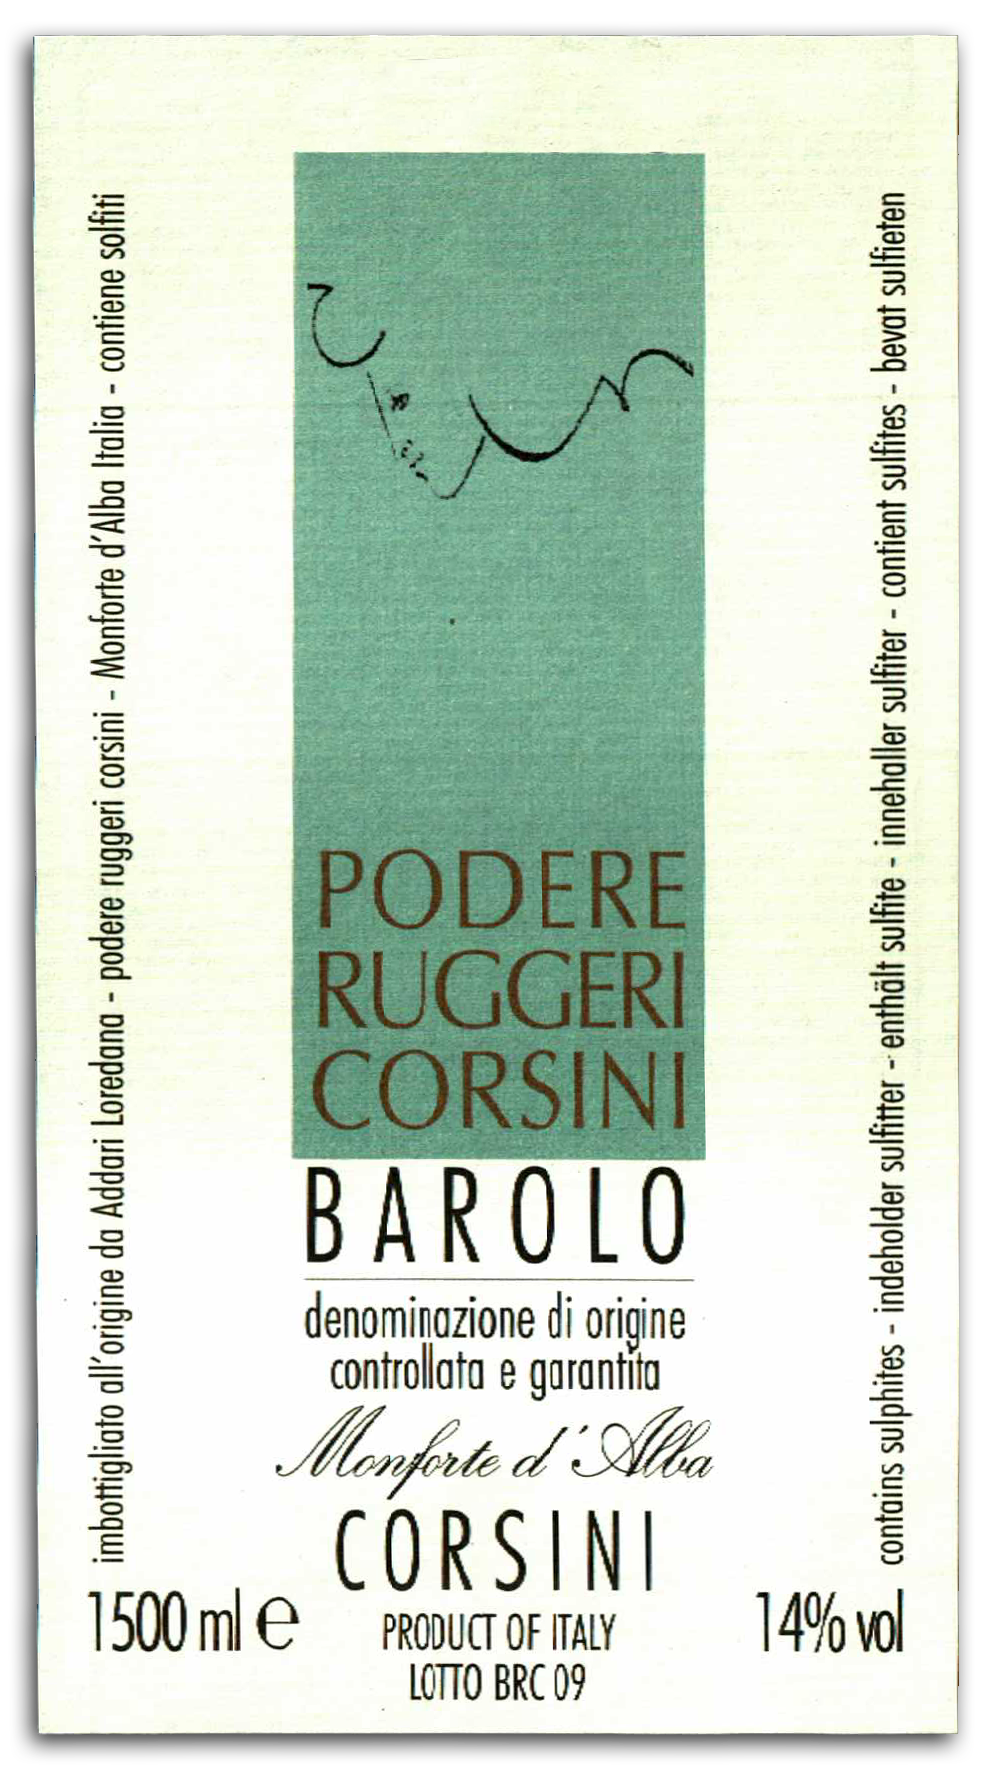 PODERE
RUGGERI
CORSINI
BAROLO
denominazione di origine
controllata e garantita
Monforte d'Alba
CORSINI
1500 ml e
PRODUCT OF ITALY
14% vol
LOTTO BRC 09
imbottigliato all'origine da Addari Loredana - podere ruggeri corsini - Monforte d'Alba Italia - contiene solfiti
contains sulphites - indeholder sulfitter - enthält sulfite - innehaller sulfiter - contient sulfites - bevat sulfieten